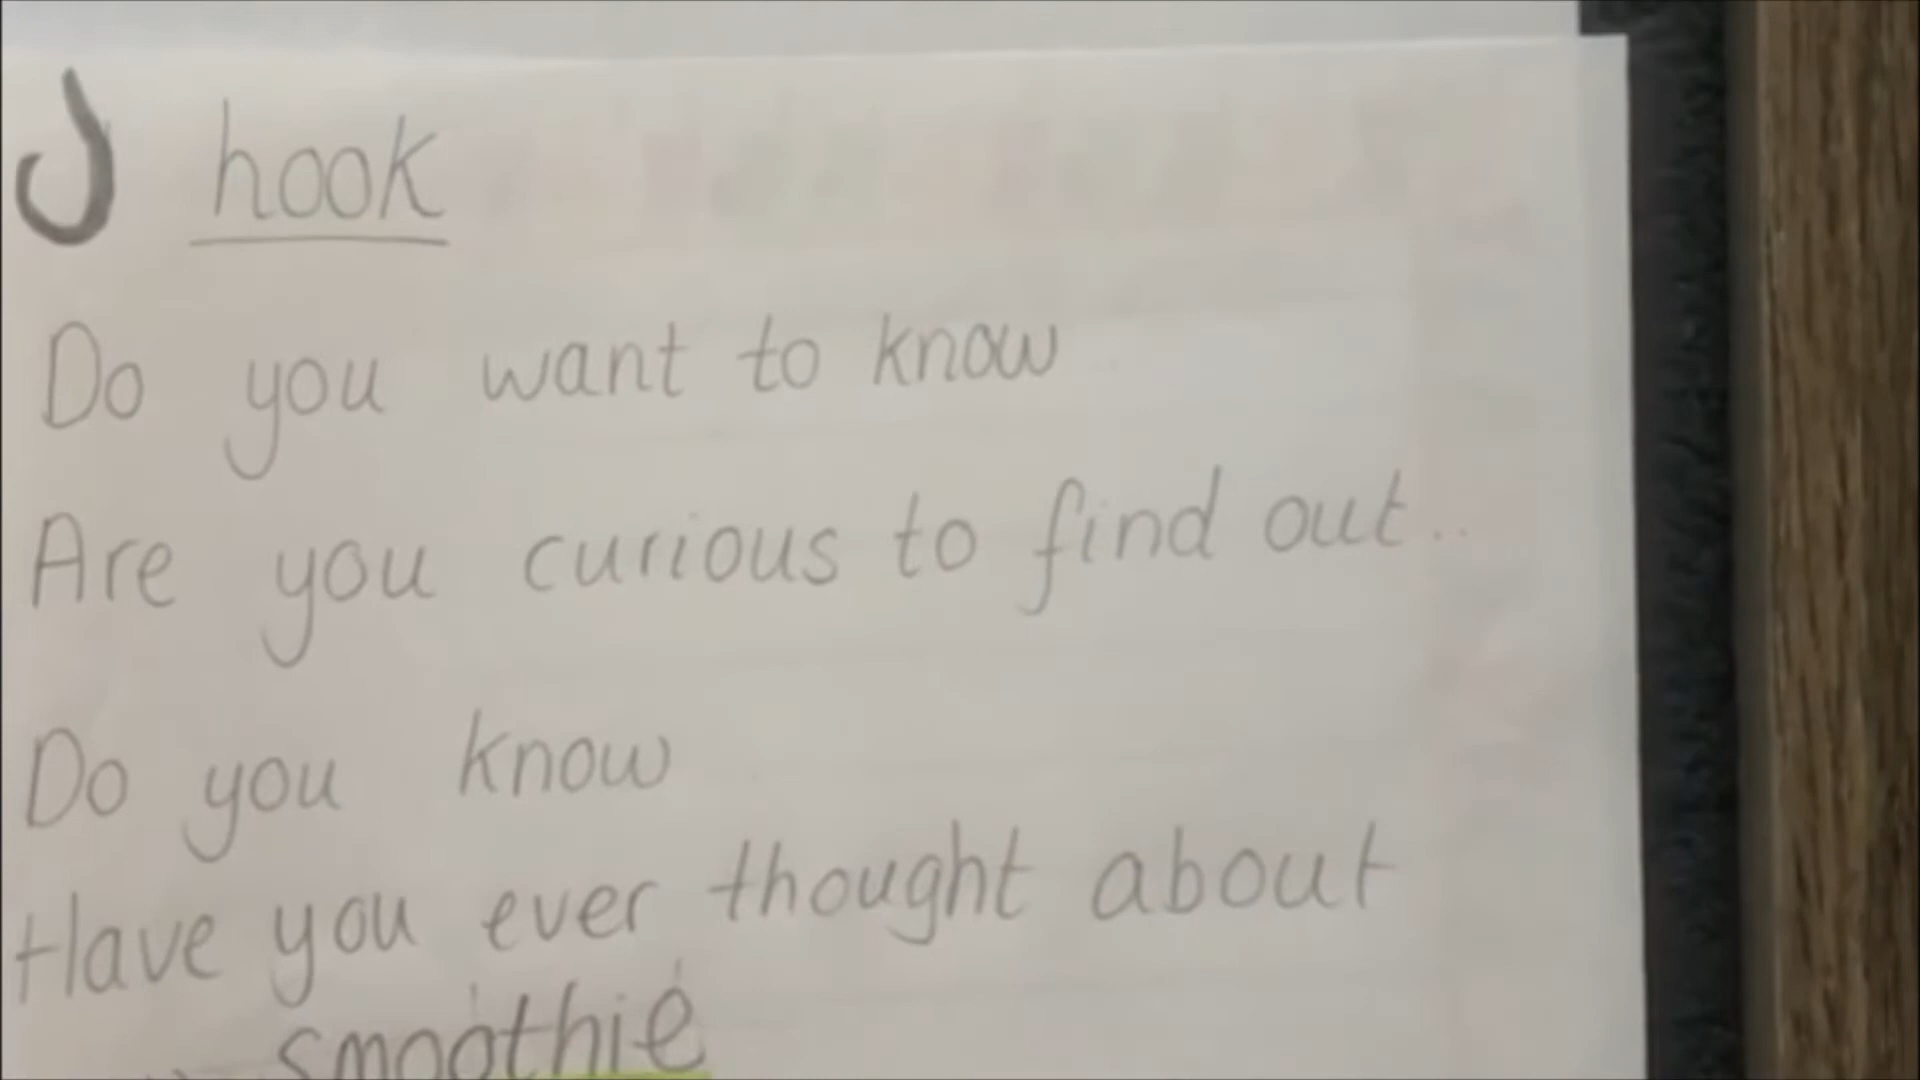 hook
Do you want to know
Are you curious to find out..
Do you know
Have you ever thought about
smoothie